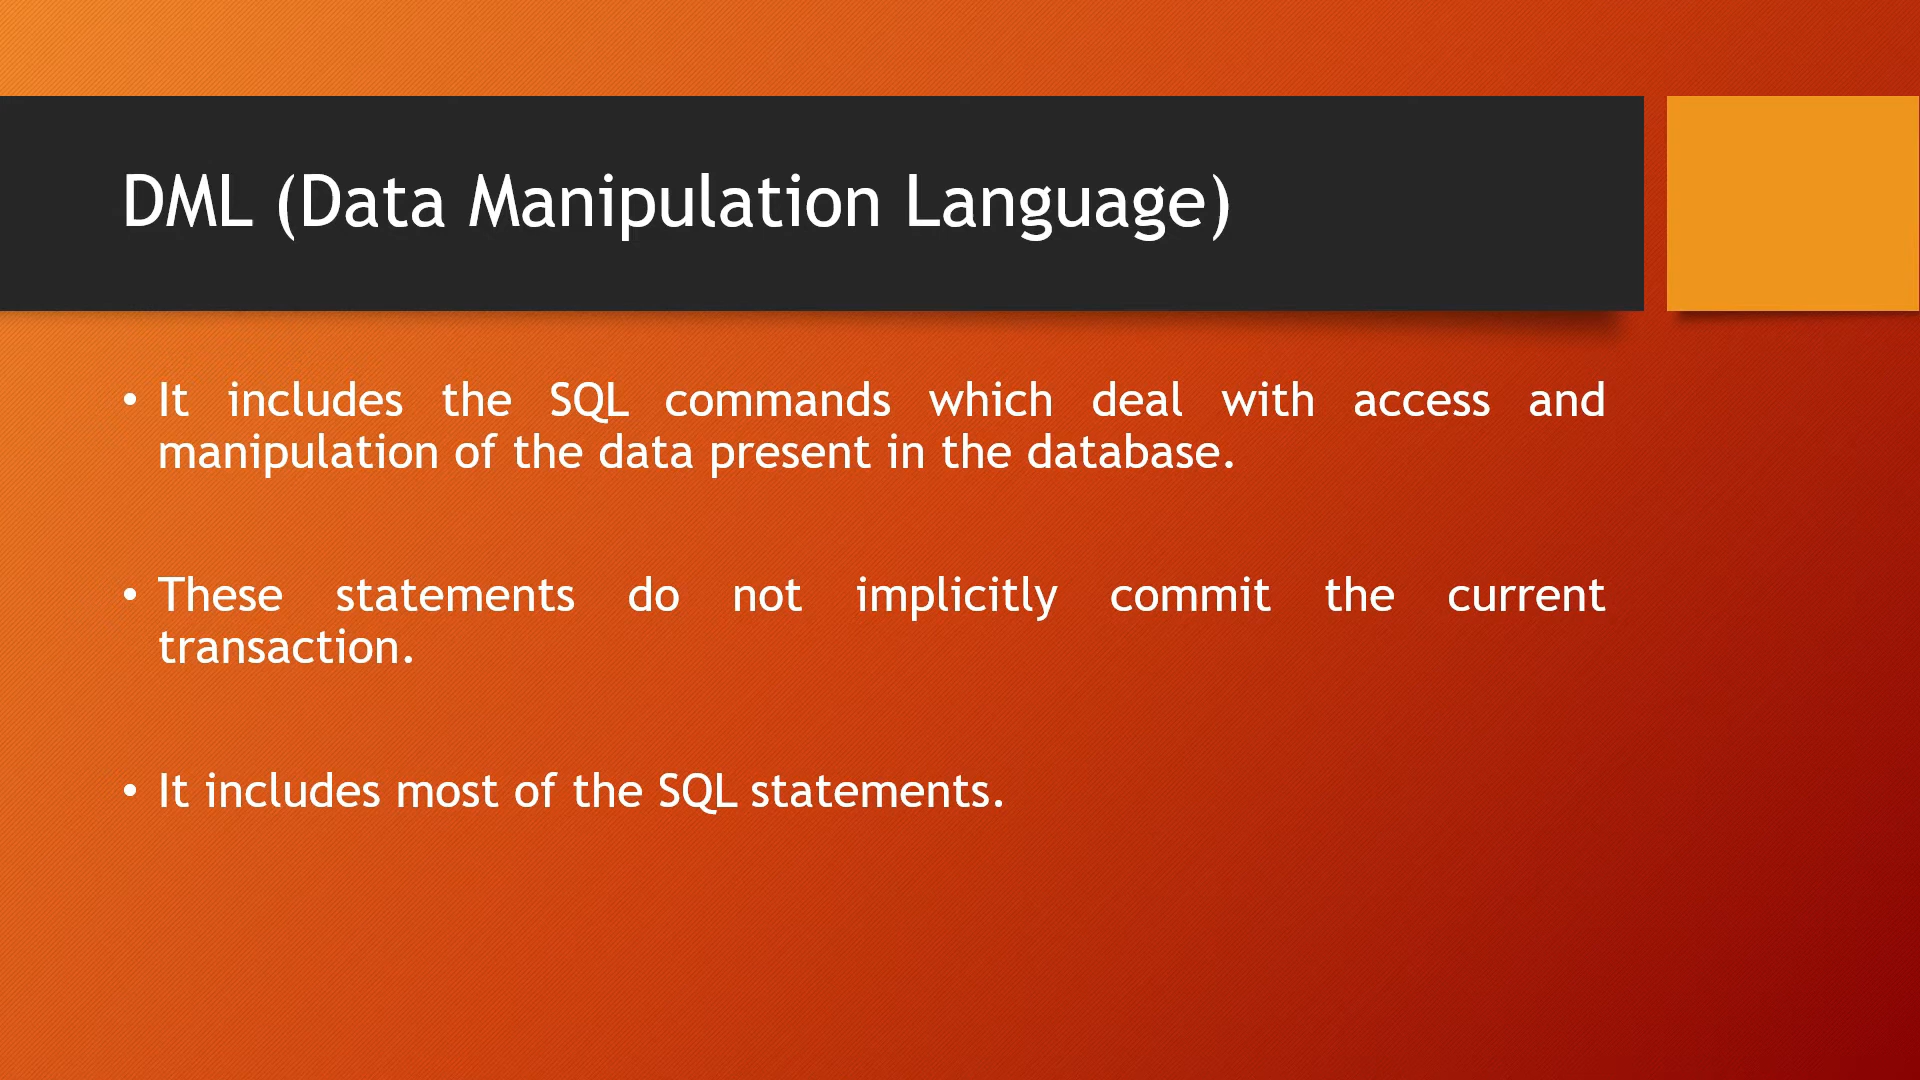 DML (Data Manipulation Language)
• It includes the SQL commands which deal with access and
manipulation of the data present in the database.
• These statements do not implicitly commit the current
transaction.
• It includes most of the SQL statements.